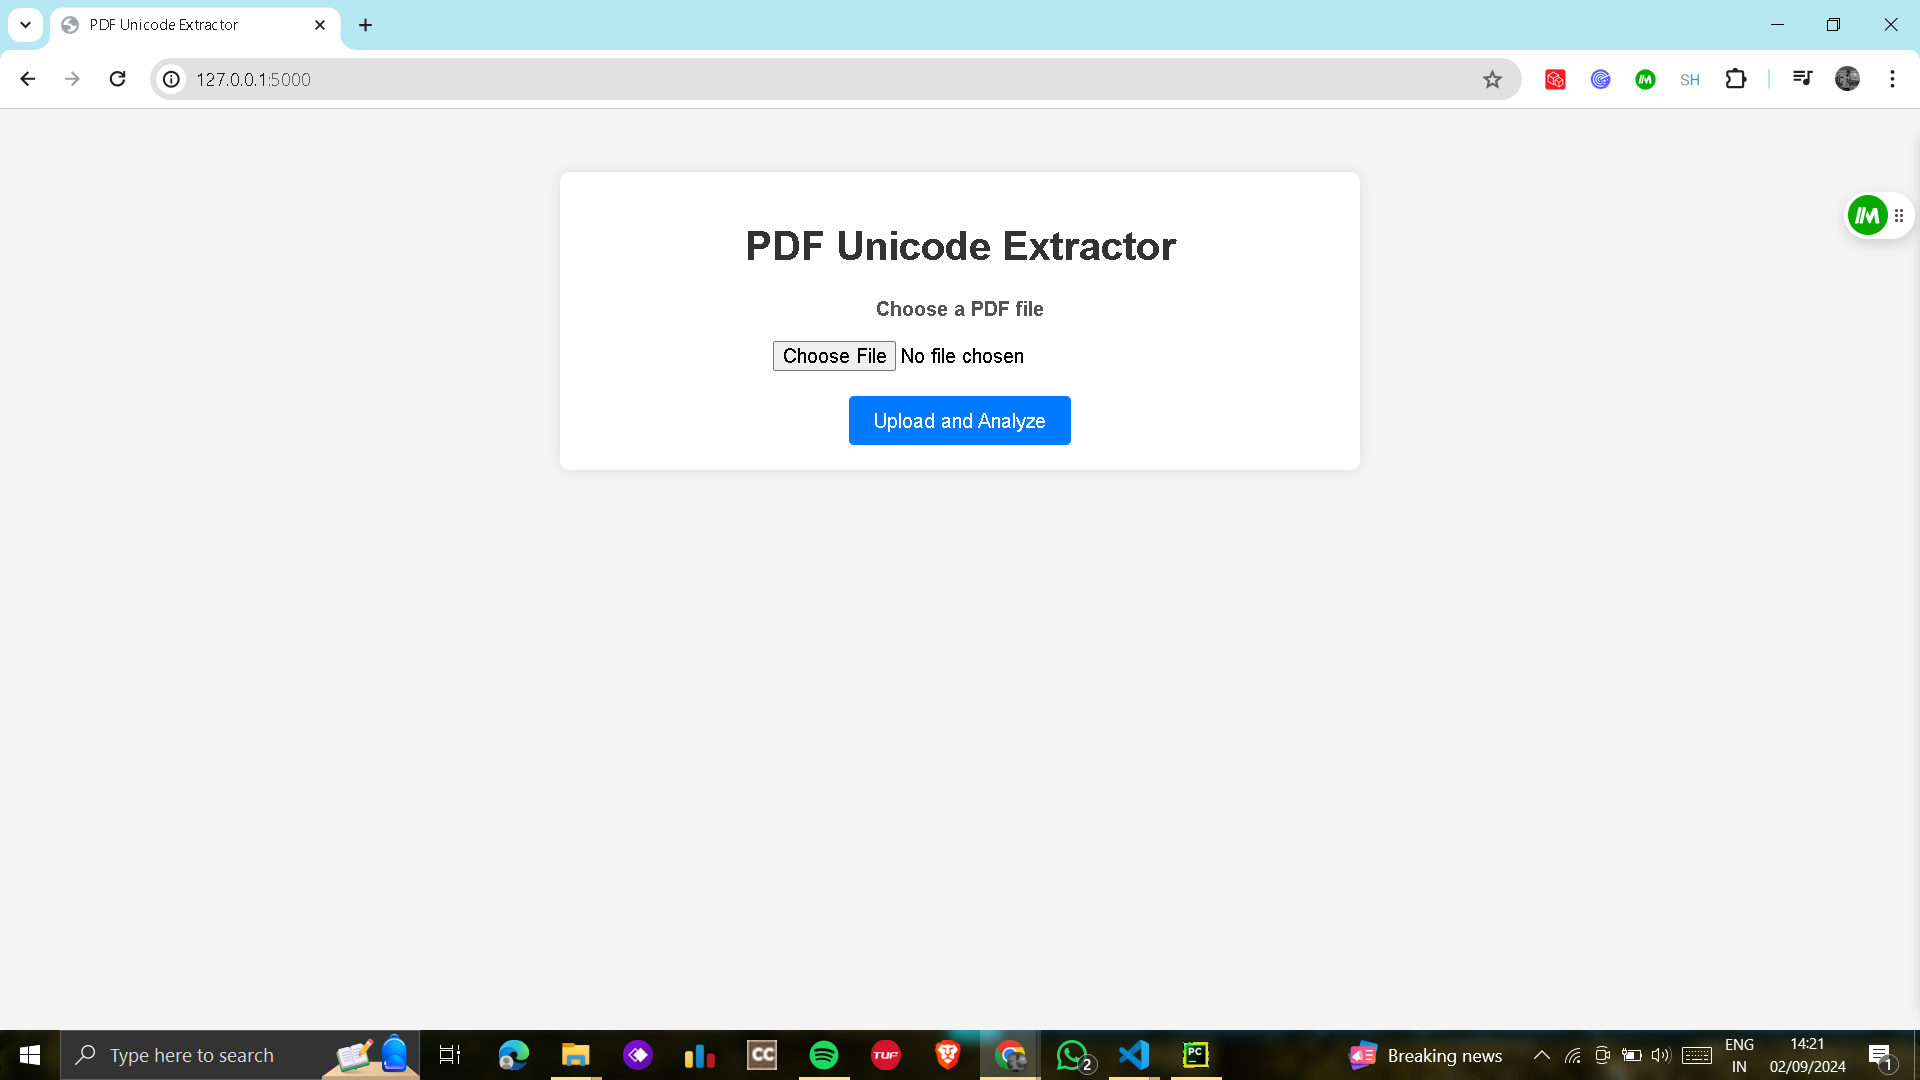 PDF Unicode Extractor
127.0.0.1:5000
SH
PDF Unicode Extractor
Choose a PDF file
Choose File No file chosen
Upload and Analyze
Type here to search
CC
TUF
2
PC
Breaking news
ENG
IN
14:21
02/09/2024
1